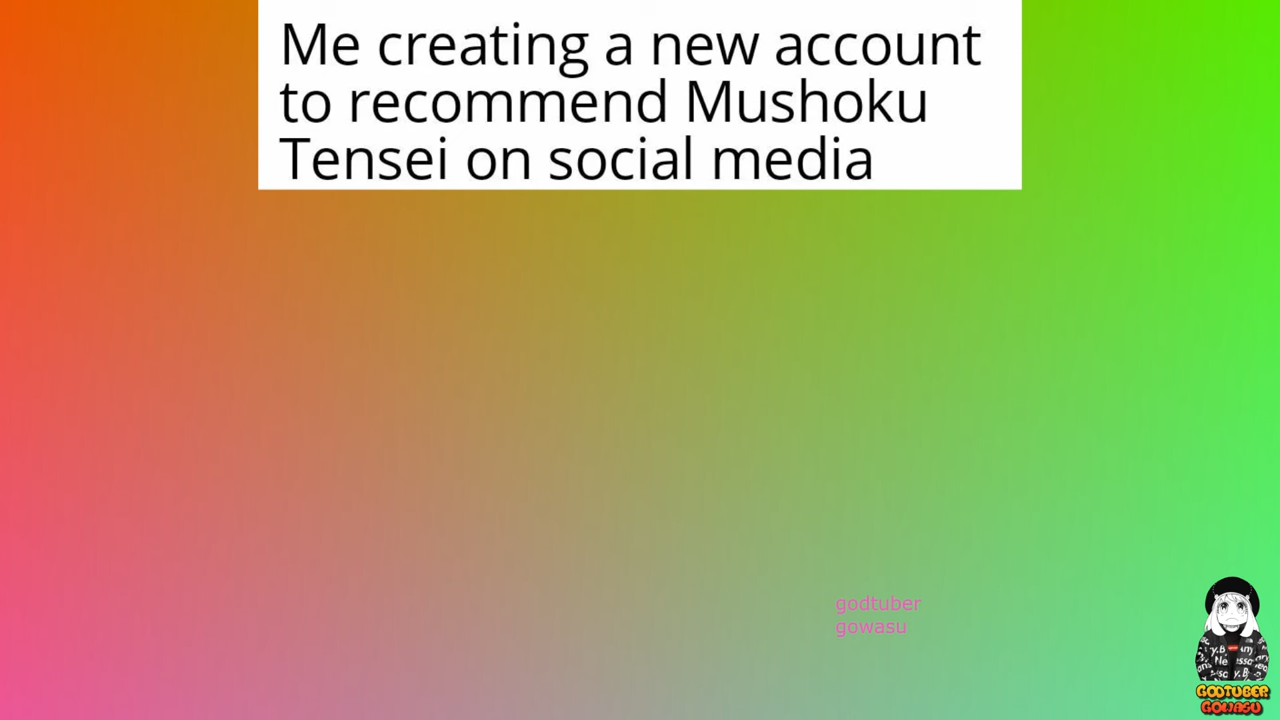 Me creating a new account
to recommend Mushoku
Tensei on social media
godtuber
gowasu
GODTUBER
GOWASU